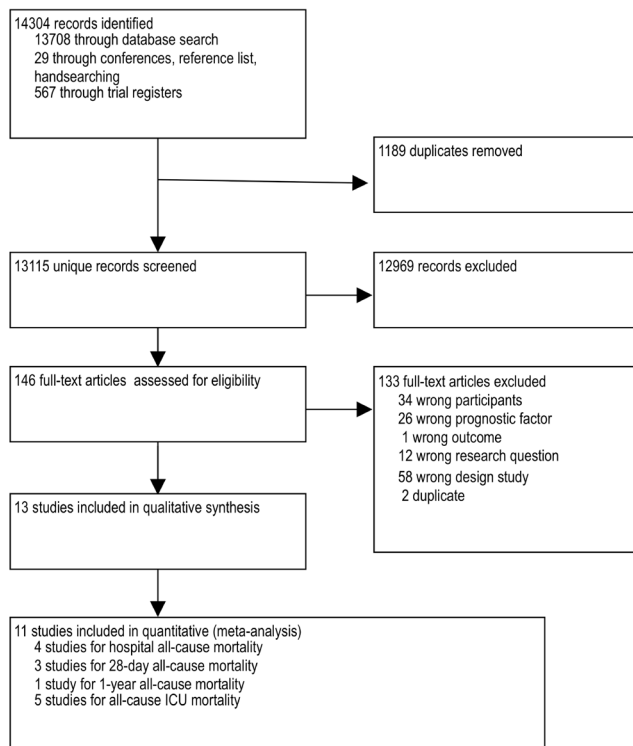 14304 records identified
13708 through database search
29 through conferences, reference list,
handsearching
567 through trial registers
1189 duplicates removed
13115 unique records screened
12969 records excluded
146 full-text articles assessed for eligibility
133 full-text articles excluded
34 wrong participants
26 wrong prognostic factor
1 wrong outcome
12 wrong research question
58 wrong design study
2 duplicate
13 studies included in qualitative synthesis
11 studies included in quantitative (meta-analysis)
4 studies for hospital all-cause mortality
3 studies for 28-day all-cause mortality
1 study for 1-year all-cause mortality
5 studies for all-cause ICU mortality